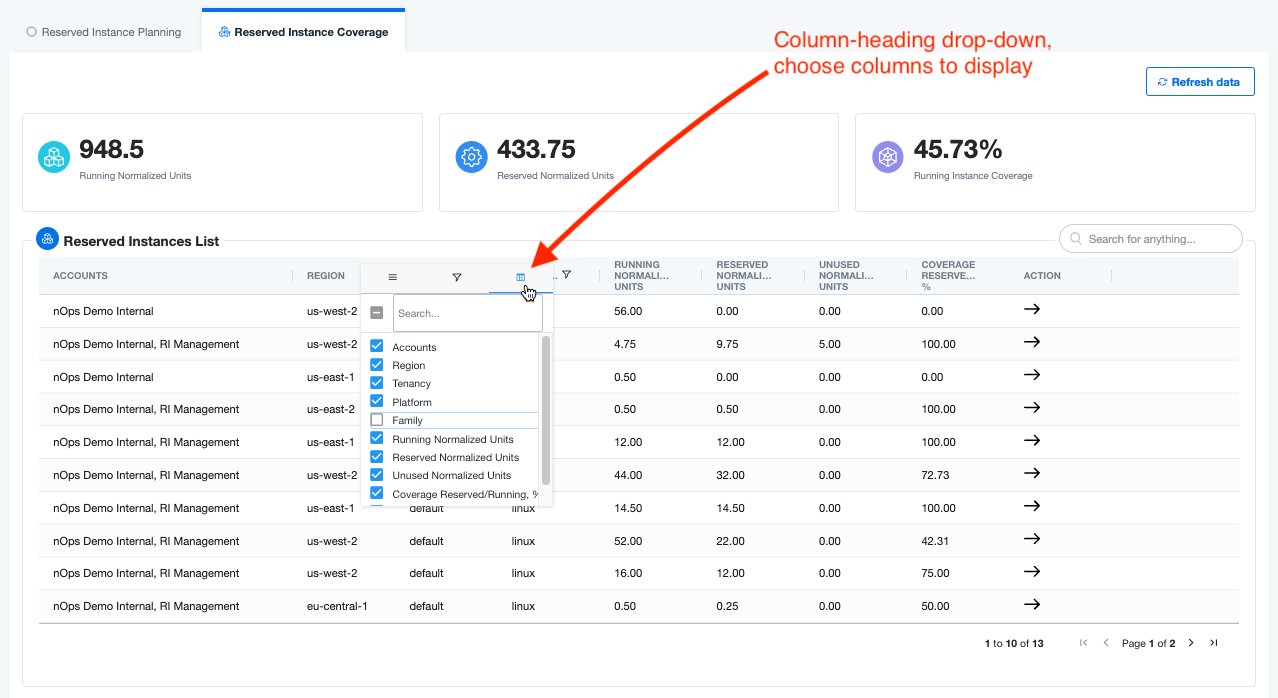 Reserved Instance Planning
Reserved Instance Coverage
Column-heading drop-down,
choose columns to display
Refresh data
948.5
Running Normalized Units
433.75
Reserved Normalized Units
45.73%
Running Instance Coverage
Reserved Instances List
Search for anything...
ACCOUNTS
REGION
...
RUNNING
NORMALI...
UNITS
RESERVED
NORMALI...
UNITS
UNUSED
NORMALI...
UNITS
COVERAGE
RESERVE...
%
ACTION
Search...
Accounts
Region
Tenancy
Platform
Family
Running Normalized Units
Reserved Normalized Units
Unused Normalized Units
Coverage Reserved/Running, %
nOps Demo Internal us-west-2 56.00 0.00 0.00 0.00
nOps Demo Internal, RI Management us-west-2 4.75 9.75 5.00 100.00
nOps Demo Internal us-east-1 0.50 0.00 0.00 0.00
nOps Demo Internal, RI Management us-east-2 0.50 0.50 0.00 100.00
nOps Demo Internal, RI Management us-east-1 12.00 12.00 0.00 100.00
nOps Demo Internal, RI Management us-west-2 44.00 32.00 0.00 72.73
nOps Demo Internal, RI Management us-east-1 default linux 14.50 14.50 0.00 100.00
nOps Demo Internal, RI Management us-west-2 default linux 52.00 22.00 0.00 42.31
nOps Demo Internal, RI Management us-west-2 default linux 16.00 12.00 0.00 75.00
nOps Demo Internal, RI Management eu-central-1 default linux 0.50 0.25 0.00 50.00
1 to 10 of 13
Page 1 of 2